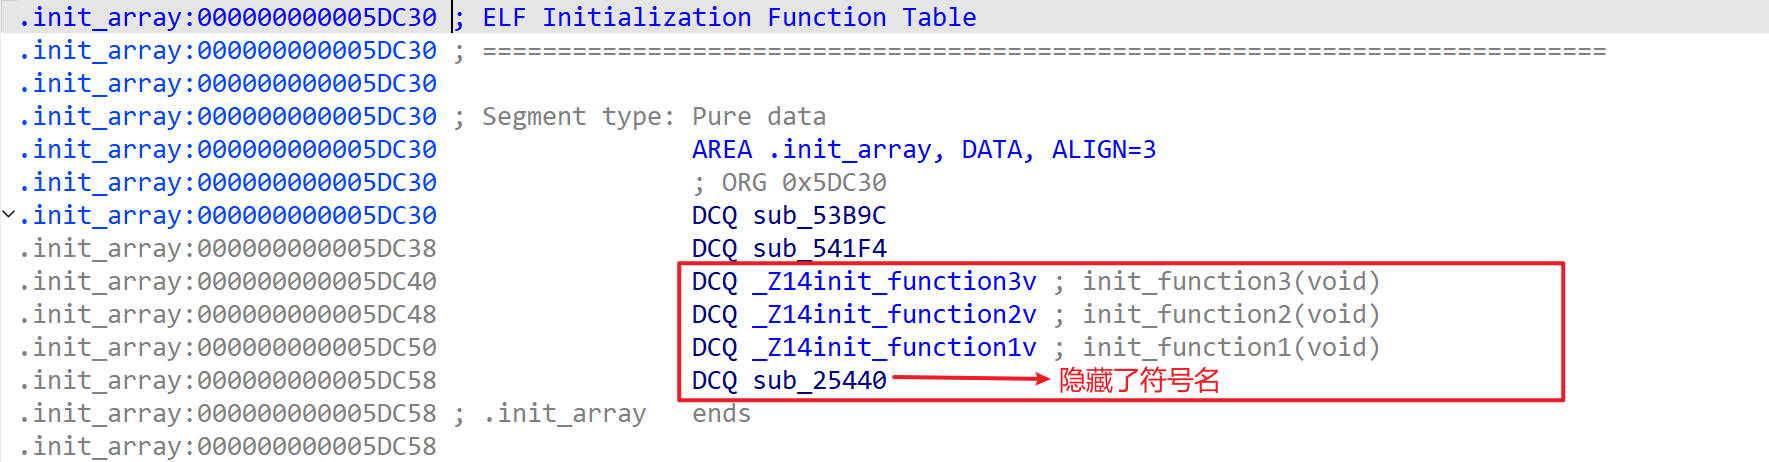 .init_array:000000000005DC30 ; ELF Initialization Function Table
.init_array:000000000005DC30 ; ===========================================================================
.init_array:000000000005DC30
.init_array:000000000005DC30 ; Segment type: Pure data
.init_array:000000000005DC30 AREA .init_array, DATA, ALIGN=3
.init_array:000000000005DC30 ; ORG 0x5DC30
.init_array:000000000005DC30 DCQ sub_53B9C
.init_array:000000000005DC38 DCQ sub_541F4
.init_array:000000000005DC40 DCQ _Z14init_function3v ; init_function3(void)
.init_array:000000000005DC48 DCQ _Z14init_function2v ; init_function2(void)
.init_array:000000000005DC50 DCQ _Z14init_function1v ; init_function1(void)
.init_array:000000000005DC58 DCQ sub_25440 隐藏了符号名
.init_array:000000000005DC58 ; .init_array ends
.init_array:000000000005DC58